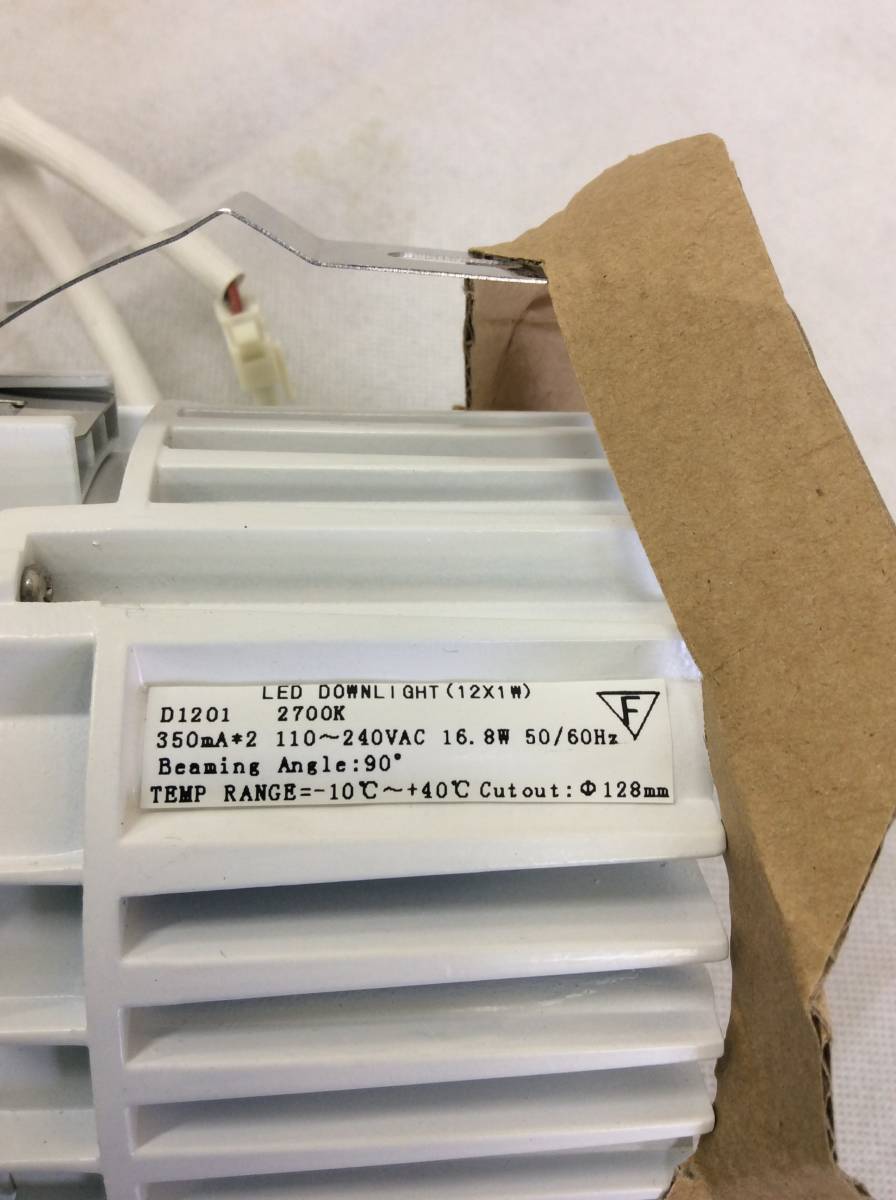 LED DOWNLIGHT(12X1W)
D1201 2700K
F
350mA*2 110~240VAC 16.8W 50/60Hz
Beaming Angle:90°
TEMP RANGE=-10℃~+40℃ Cutout:Φ128mm